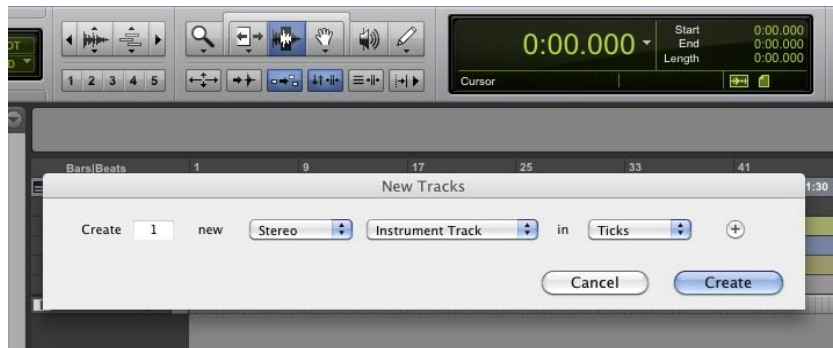 OT
D
0:00.000
Start 0:00.000
End 0:00.000
Length 0:00.000
1 2 3 4 5
Cursor
Bars|Beats 1 9 17 25 33 41
New Tracks
1:30
Create 1 new Stereo Instrument Track in Ticks
Cancel Create